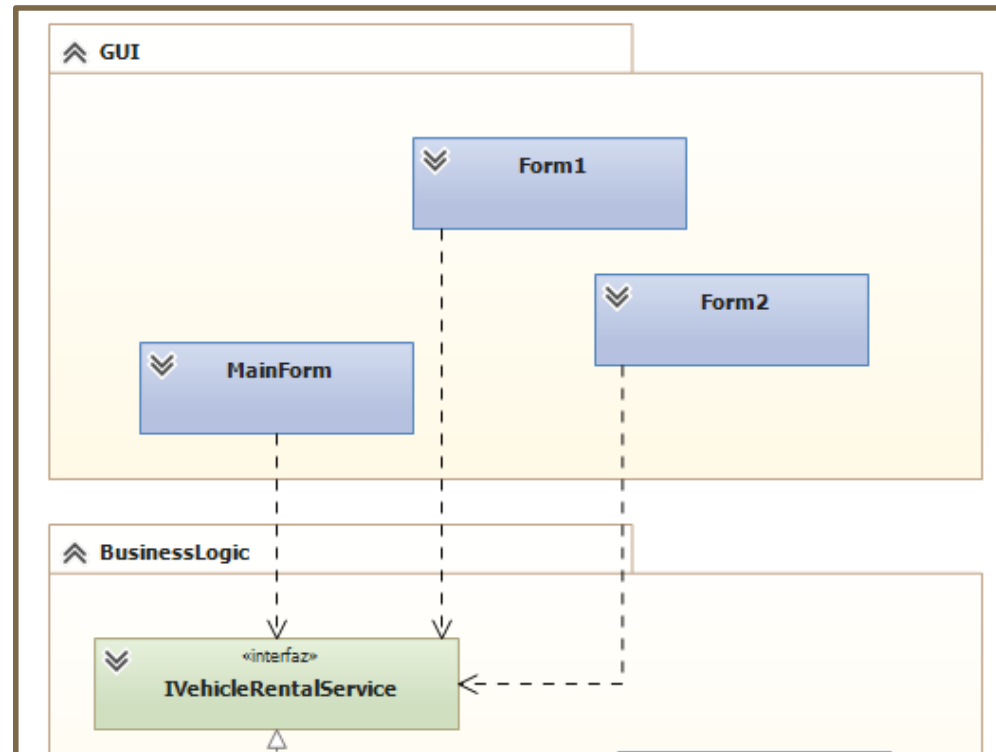 GUI
Form1
Form2
MainForm
BusinessLogic
«interfaz»
IVehicleRentalService